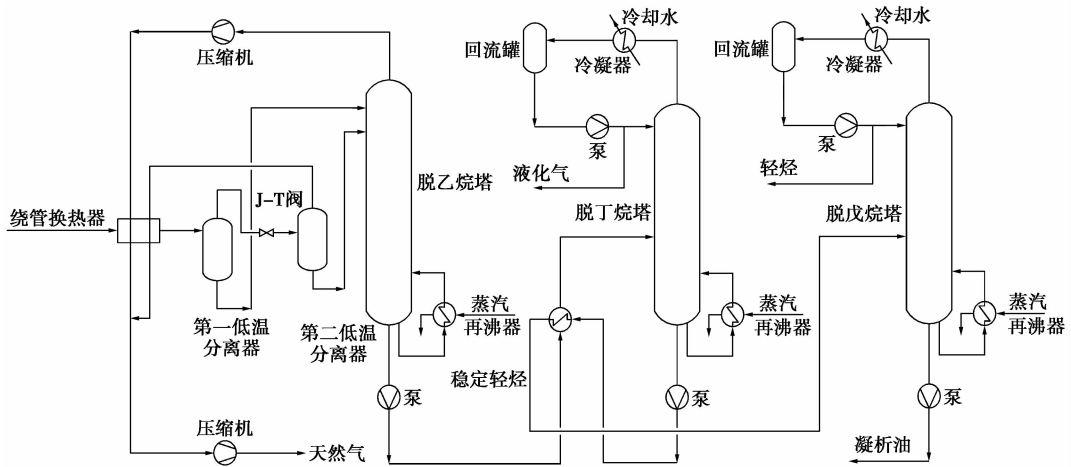 冷却水
冷却水
回流罐
回流罐
压缩机
冷凝器
冷凝器
泵
泵
液化气
轻烃
脱乙烷塔
J-T阀
脱丁烷塔
脱戊烷塔
绕管换热器
蒸汽
再沸器
蒸汽
再沸器
蒸汽
再沸器
第一低温
分离器
第二低温
分离器
稳定轻烃
泵
泵
泵
压缩机
天然气
凝析油